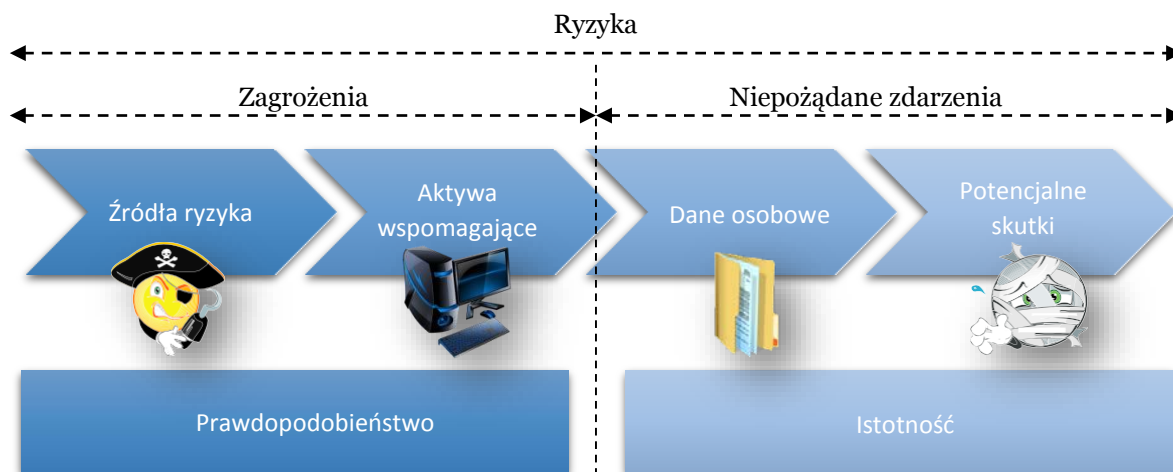 Ryzyka
Zagrożenia
Niepożądane zdarzenia
Źródła ryzyka
Aktywa
wspomagające
Dane osobowe
Potencjalne
skutki
Prawdopodobieństwo
Istotność